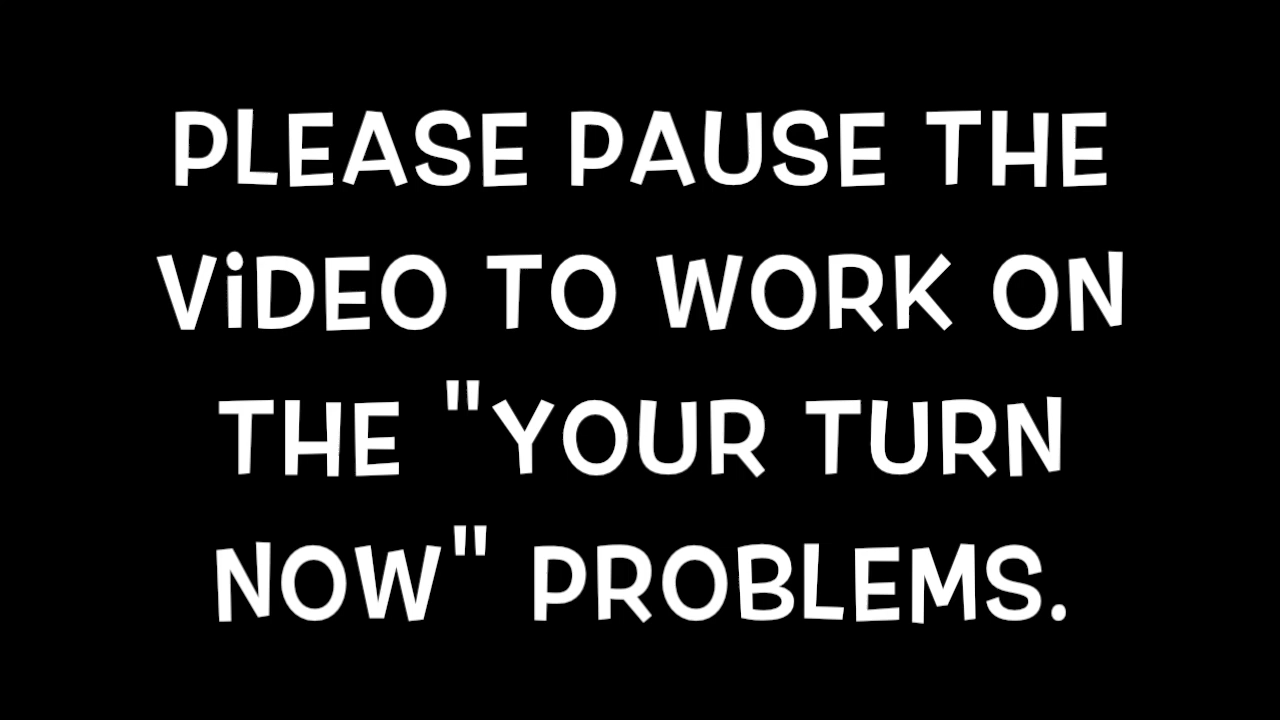 PLEASE PAUSE THE
ViDEO TO WORK ON
THE "YOUR TURN
NOW" PROBLEMS.